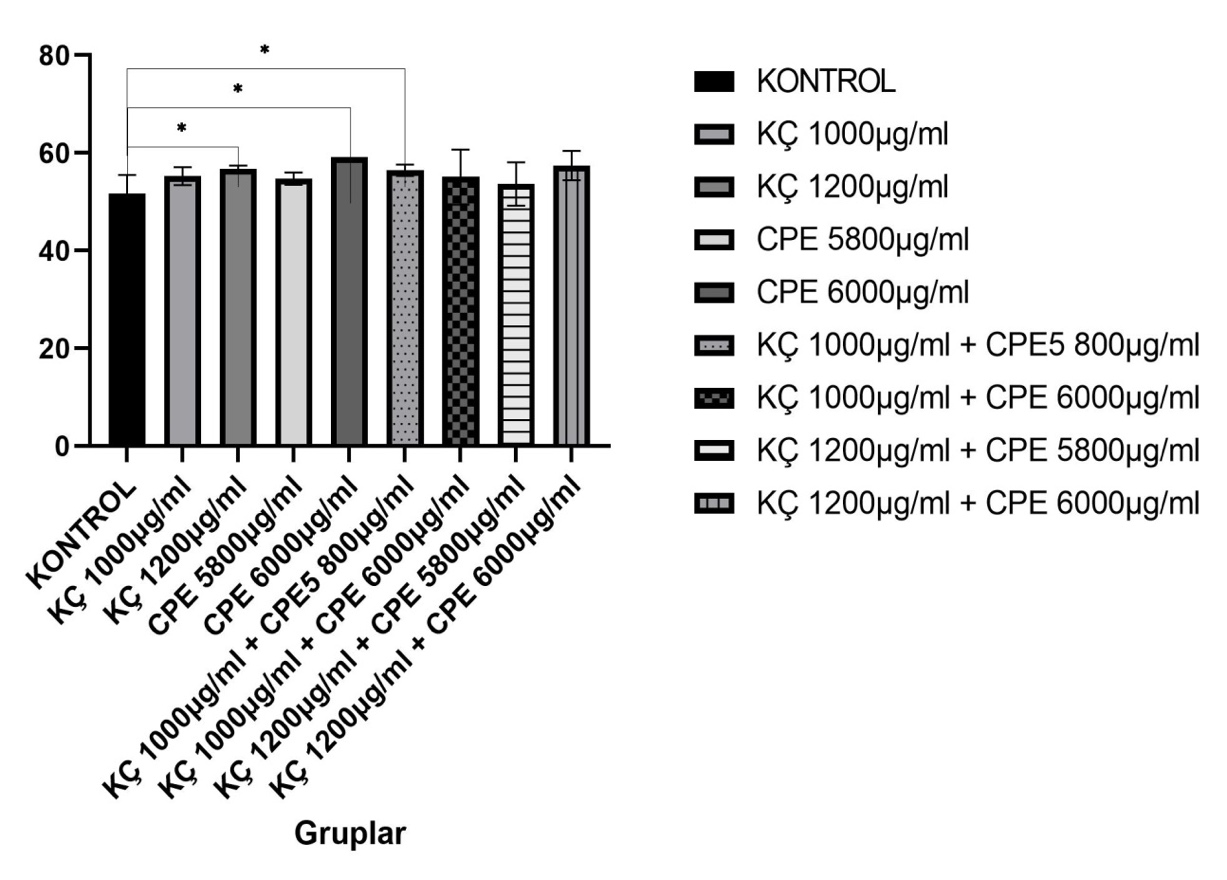 80
60
40
20
0
*
*
*
KONTROL
KÇ 1000µg/ml
KÇ 1200µg/ml
CPE 5800µg/ml
CPE 6000µg/ml
KÇ 1000µg/ml + CPE5 800µg/ml
KÇ 1000µg/ml + CPE 6000µg/ml
KÇ 1200µg/ml + CPE 5800µg/ml
KÇ 1200µg/ml + CPE 6000µg/ml
Gruplar
KONTROL
KÇ 1000µg/ml
KÇ 1200µg/ml
CPE 5800µg/ml
CPE 6000µg/ml
KÇ 1000µg/ml + CPE5 800µg/ml
KÇ 1000µg/ml + CPE 6000µg/ml
KÇ 1200µg/ml + CPE 5800µg/ml
KÇ 1200µg/ml + CPE 6000µg/ml